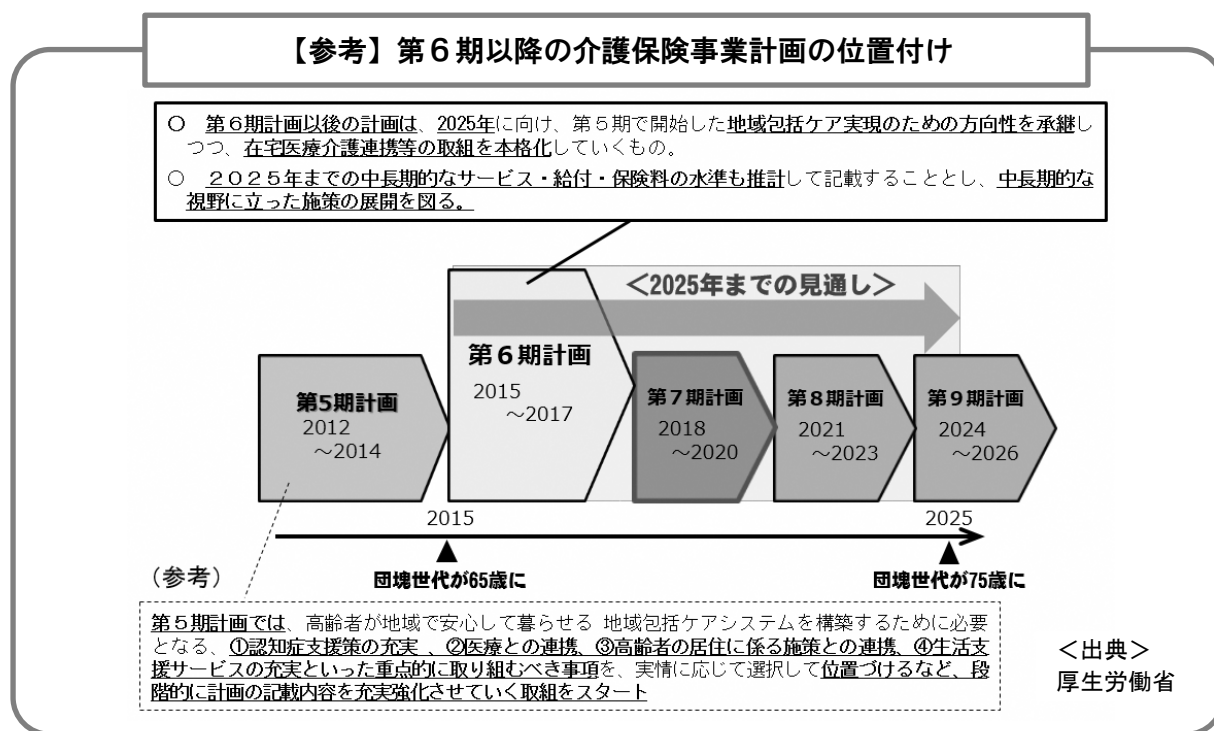 【参考】第６期以降の介護保険事業計画の位置付け
○　第６期計画以後の計画は、2025年に向け、第５期で開始した地域包括ケア実現のための方向性を承継し
つつ、在宅医療介護連携等の取組を本格化していくもの。
○　２０２５年までの中長期的なサービス・給付・保険料の水準も推計して記載することとし、中長期的な
視野に立った施策の展開を図る。
＜2025年までの見通し＞
第5期計画
2012
～2014
第６期計画
2015
～2017
第７期計画
2018
～2020
第８期計画
2021
～2023
第９期計画
2024
～2026
2015
2025
団塊世代が65歳に
団塊世代が75歳に
（参考）
第５期計画では、高齢者が地域で安心して暮らせる 地域包括ケアシステムを構築するために必要
となる、①認知症支援策の充実 、②医療との連携、③高齢者の居住に係る施策との連携、④生活支
援サービスの充実といった重点的に取り組むべき事項を、実情に応じて選択して位置づけるなど、段
階的に計画の記載内容を充実強化させていく取組をスタート
＜出典＞
厚生労働省